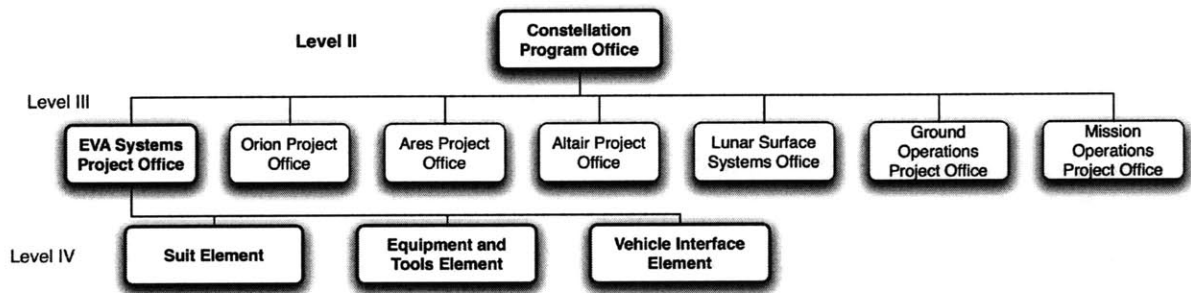 Level II
Constellation
Program Office
Level III
EVA Systems
Project Office
Orion Project
Office
Ares Project
Office
Altair Project
Office
Lunar Surface
Systems Office
Ground
Operations
Project Office
Mission
Operations
Project Office
Level IV
Suit Element
Equipment and
Tools Element
Vehicle Interface
Element